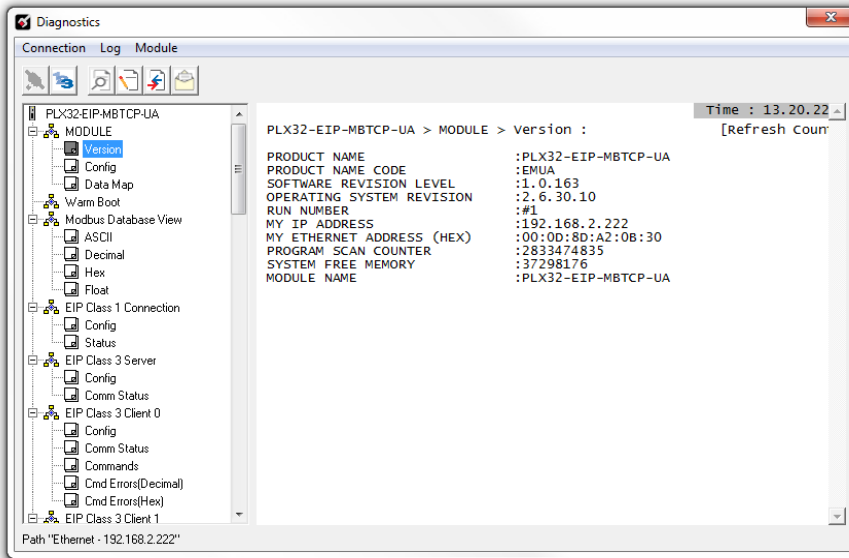 Diagnostics
Connection Log Module
PLX32-EIP-MBTCP-UA
MODULE
Version
Config
Data Map
Warm Boot
Modbus Database View
ASCII
Decimal
Hex
Float
EIP Class 1 Connection
Config
Status
EIP Class 3 Server
Config
Comm Status
EIP Class 3 Client 0
Config
Comm Status
Commands
Cmd Errors(Decimal)
Cmd Errors(Hex)
EIP Class 3 Client 1
Time : 13.20.22
PLX32-EIP-MBTCP-UA > MODULE > Version : [Refresh Coun
PRODUCT NAME :PLX32-EIP-MBTCP-UA
PRODUCT NAME CODE :EMUA
SOFTWARE REVISION LEVEL :1.0.163
OPERATING SYSTEM REVISION :2.6.30.10
RUN NUMBER :#1
MY IP ADDRESS :192.168.2.222
MY ETHERNET ADDRESS (HEX) :00:0D:8D:A2:0B:30
PROGRAM SCAN COUNTER :2833474835
SYSTEM FREE MEMORY :37298176
MODULE NAME :PLX32-EIP-MBTCP-UA
Path "Ethernet - 192.168.2.222"